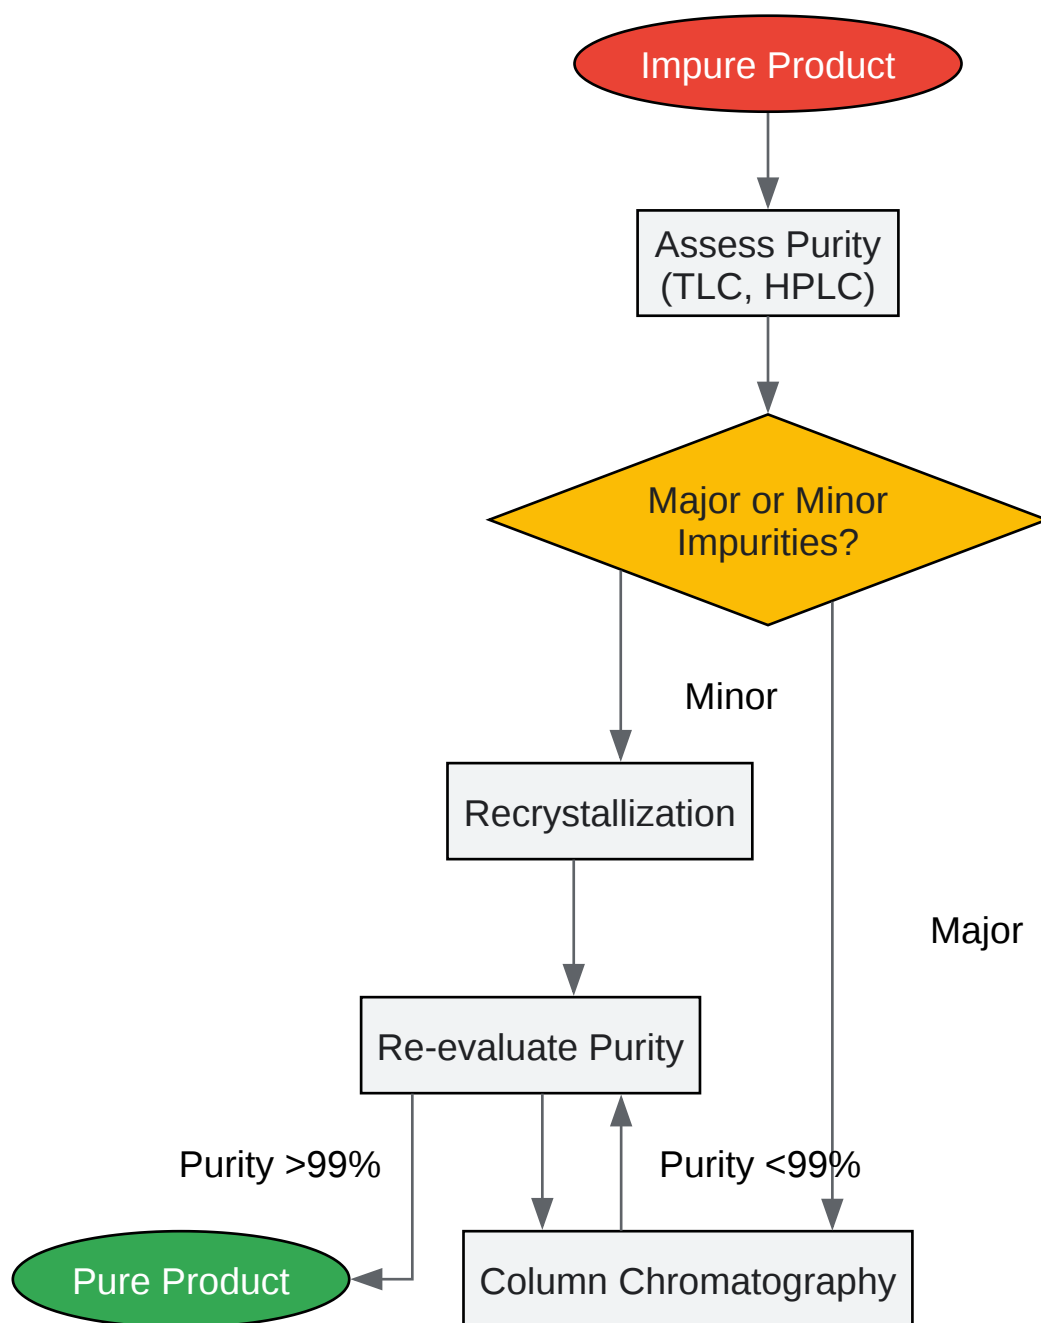 Impure Product
Assess Purity
(TLC, HPLC)
Major or Minor
Impurities?
Minor
Recrystallization
Major
Re-evaluate Purity
Purity >99%
Purity <99%
Pure Product
Column Chromatography